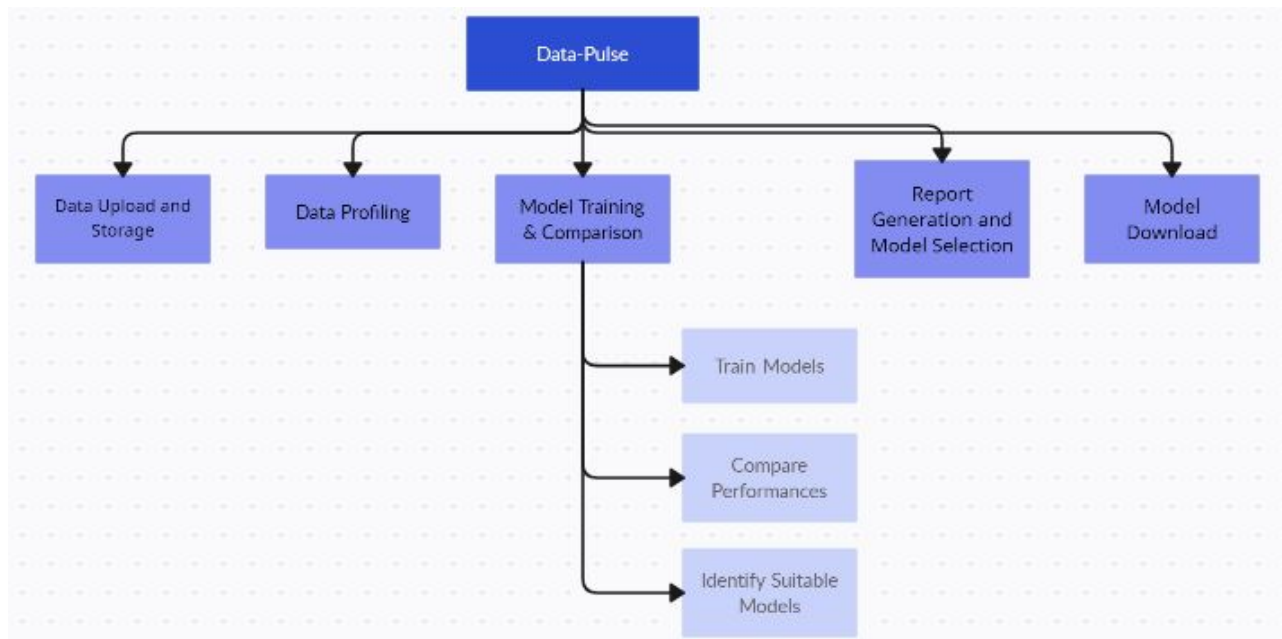 Data-Pulse
Data Upload and
Storage
Data Profiling
Model Training
& Comparison
Report
Generation and
Model Selection
Model
Download
Train Models
Compare
Performances
Identify Suitable
Models